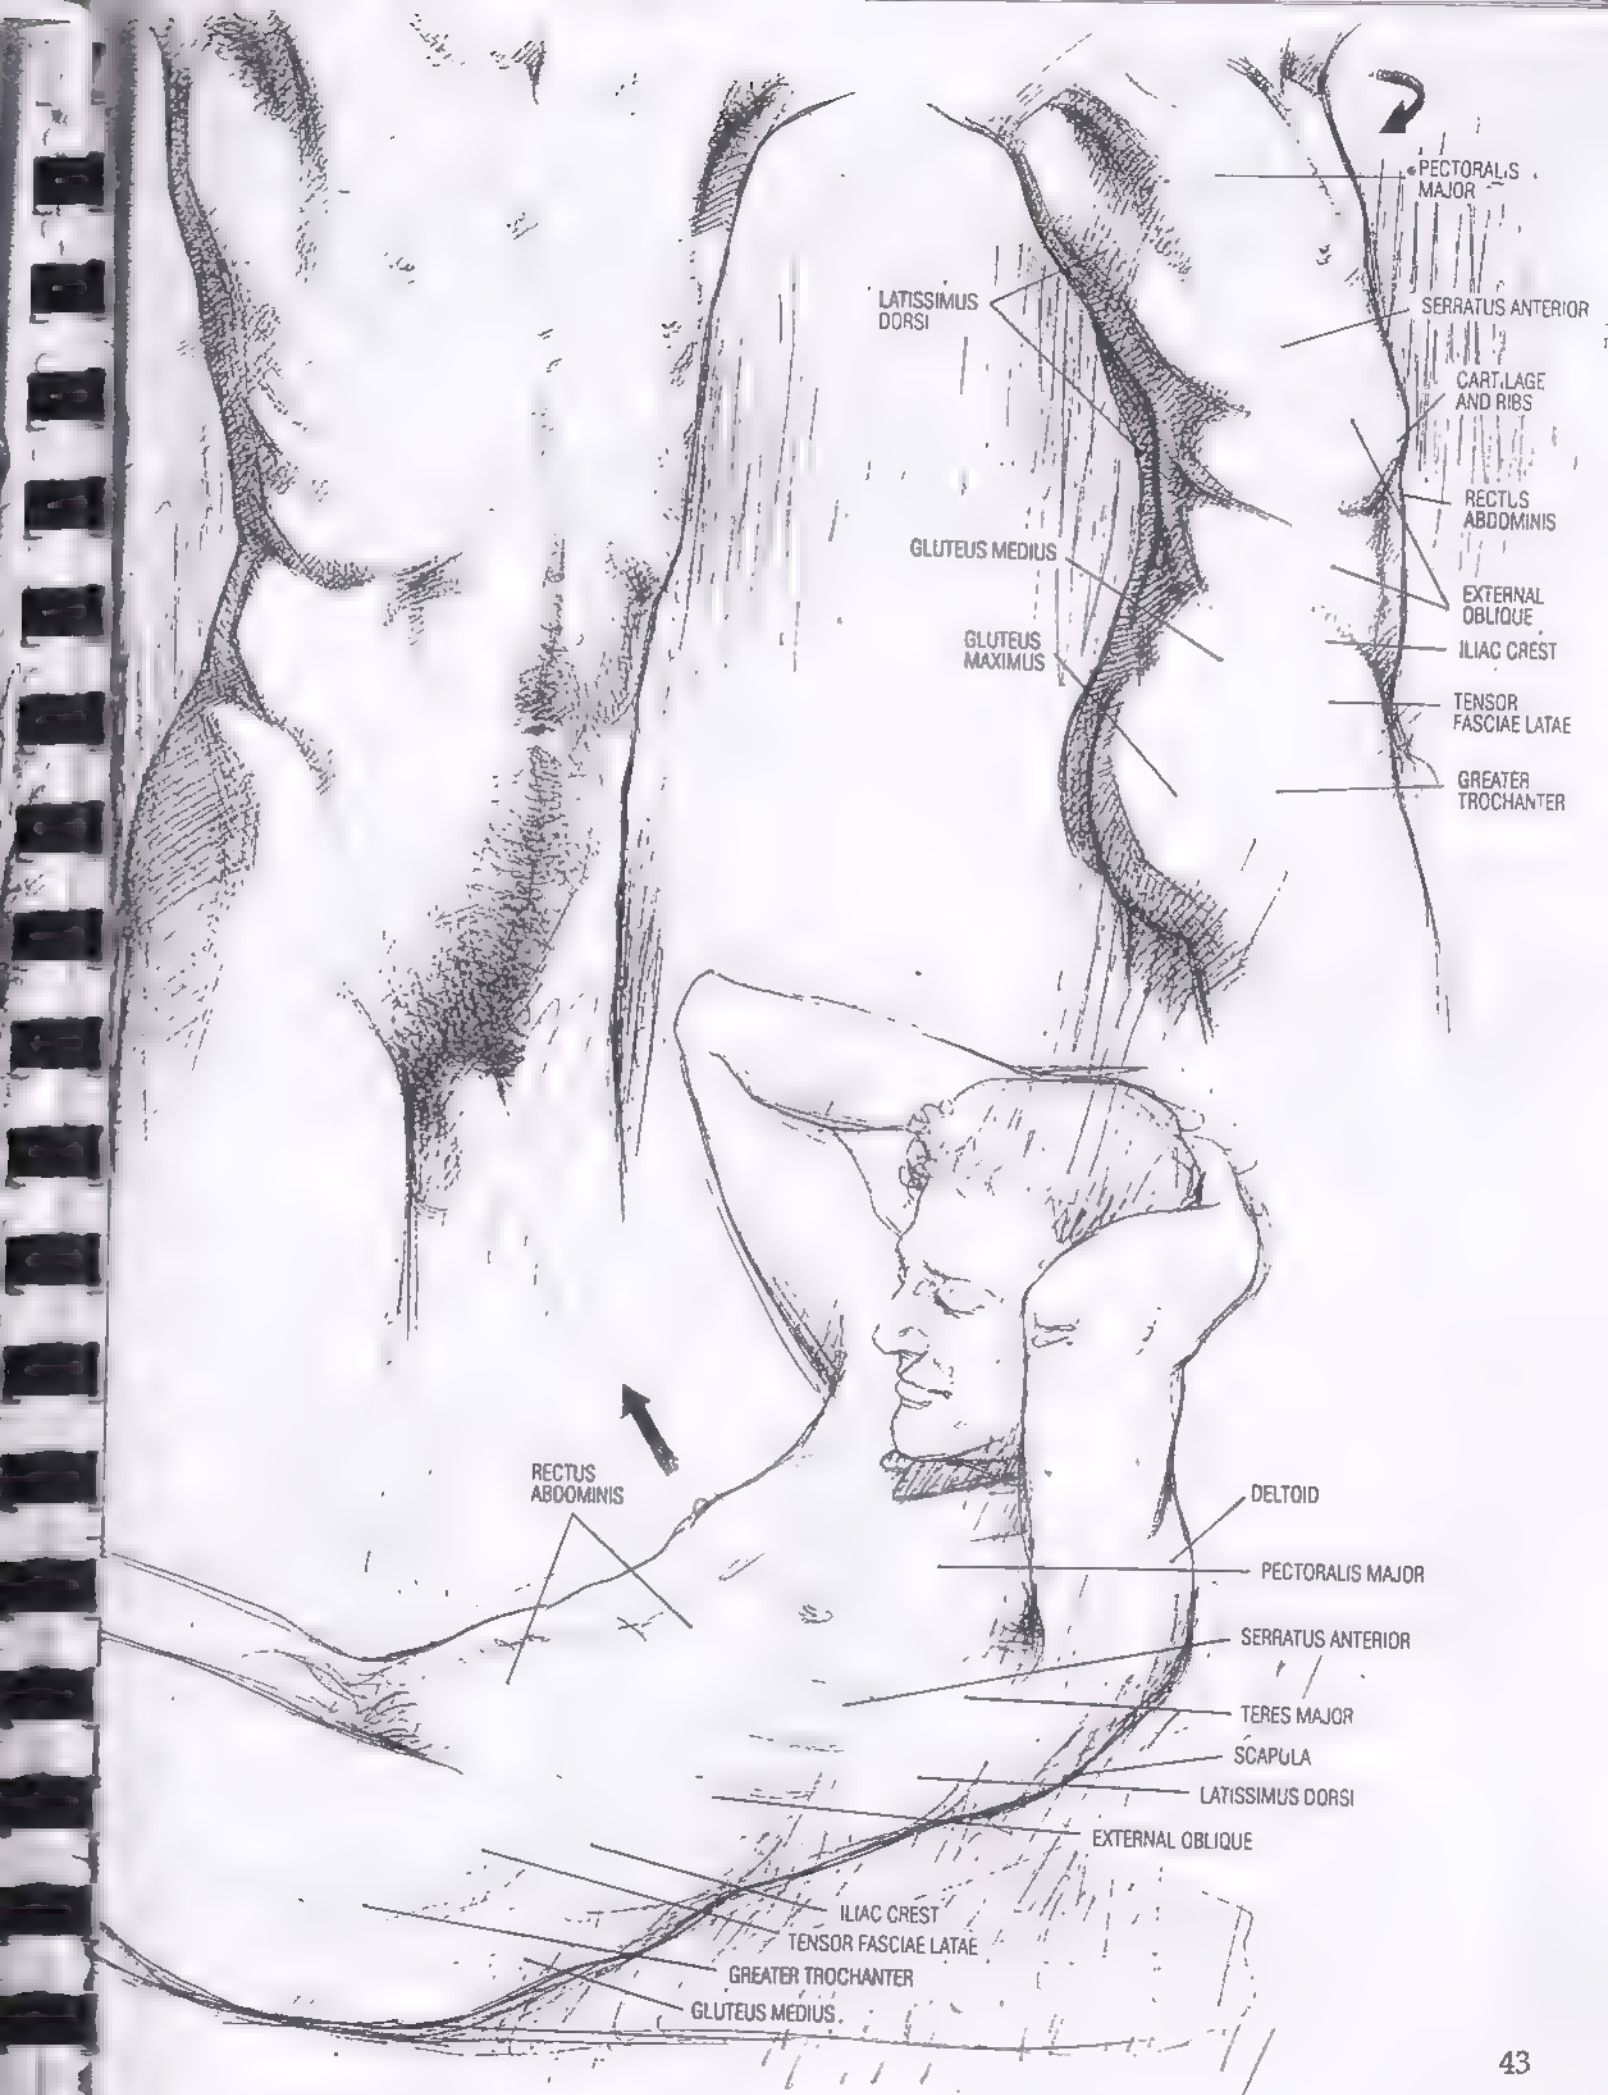 PECTORALIS
MAJOR
LATISSIMUS
DORSI
SERRATUS ANTERIOR
CARTILAGE
AND RIBS
RECTUS
ABDOMINIS
GLUTEUS MEDIUS
EXTERNAL
OBLIQUE
GLUTEUS
MAXIMUS
ILIAC CREST
TENSOR
FASCIAE LATAE
GREATER
TROCHANTER
RECTUS
ABDOMINIS
DELTOID
PECTORALIS MAJOR
SERRATUS ANTERIOR
TERES MAJOR
SCAPULA
LATISSIMUS DORSI
EXTERNAL OBLIQUE
ILIAC CREST
TENSOR FASCIAE LATAE
GREATER TROCHANTER
GLUTEUS MEDIUS
43